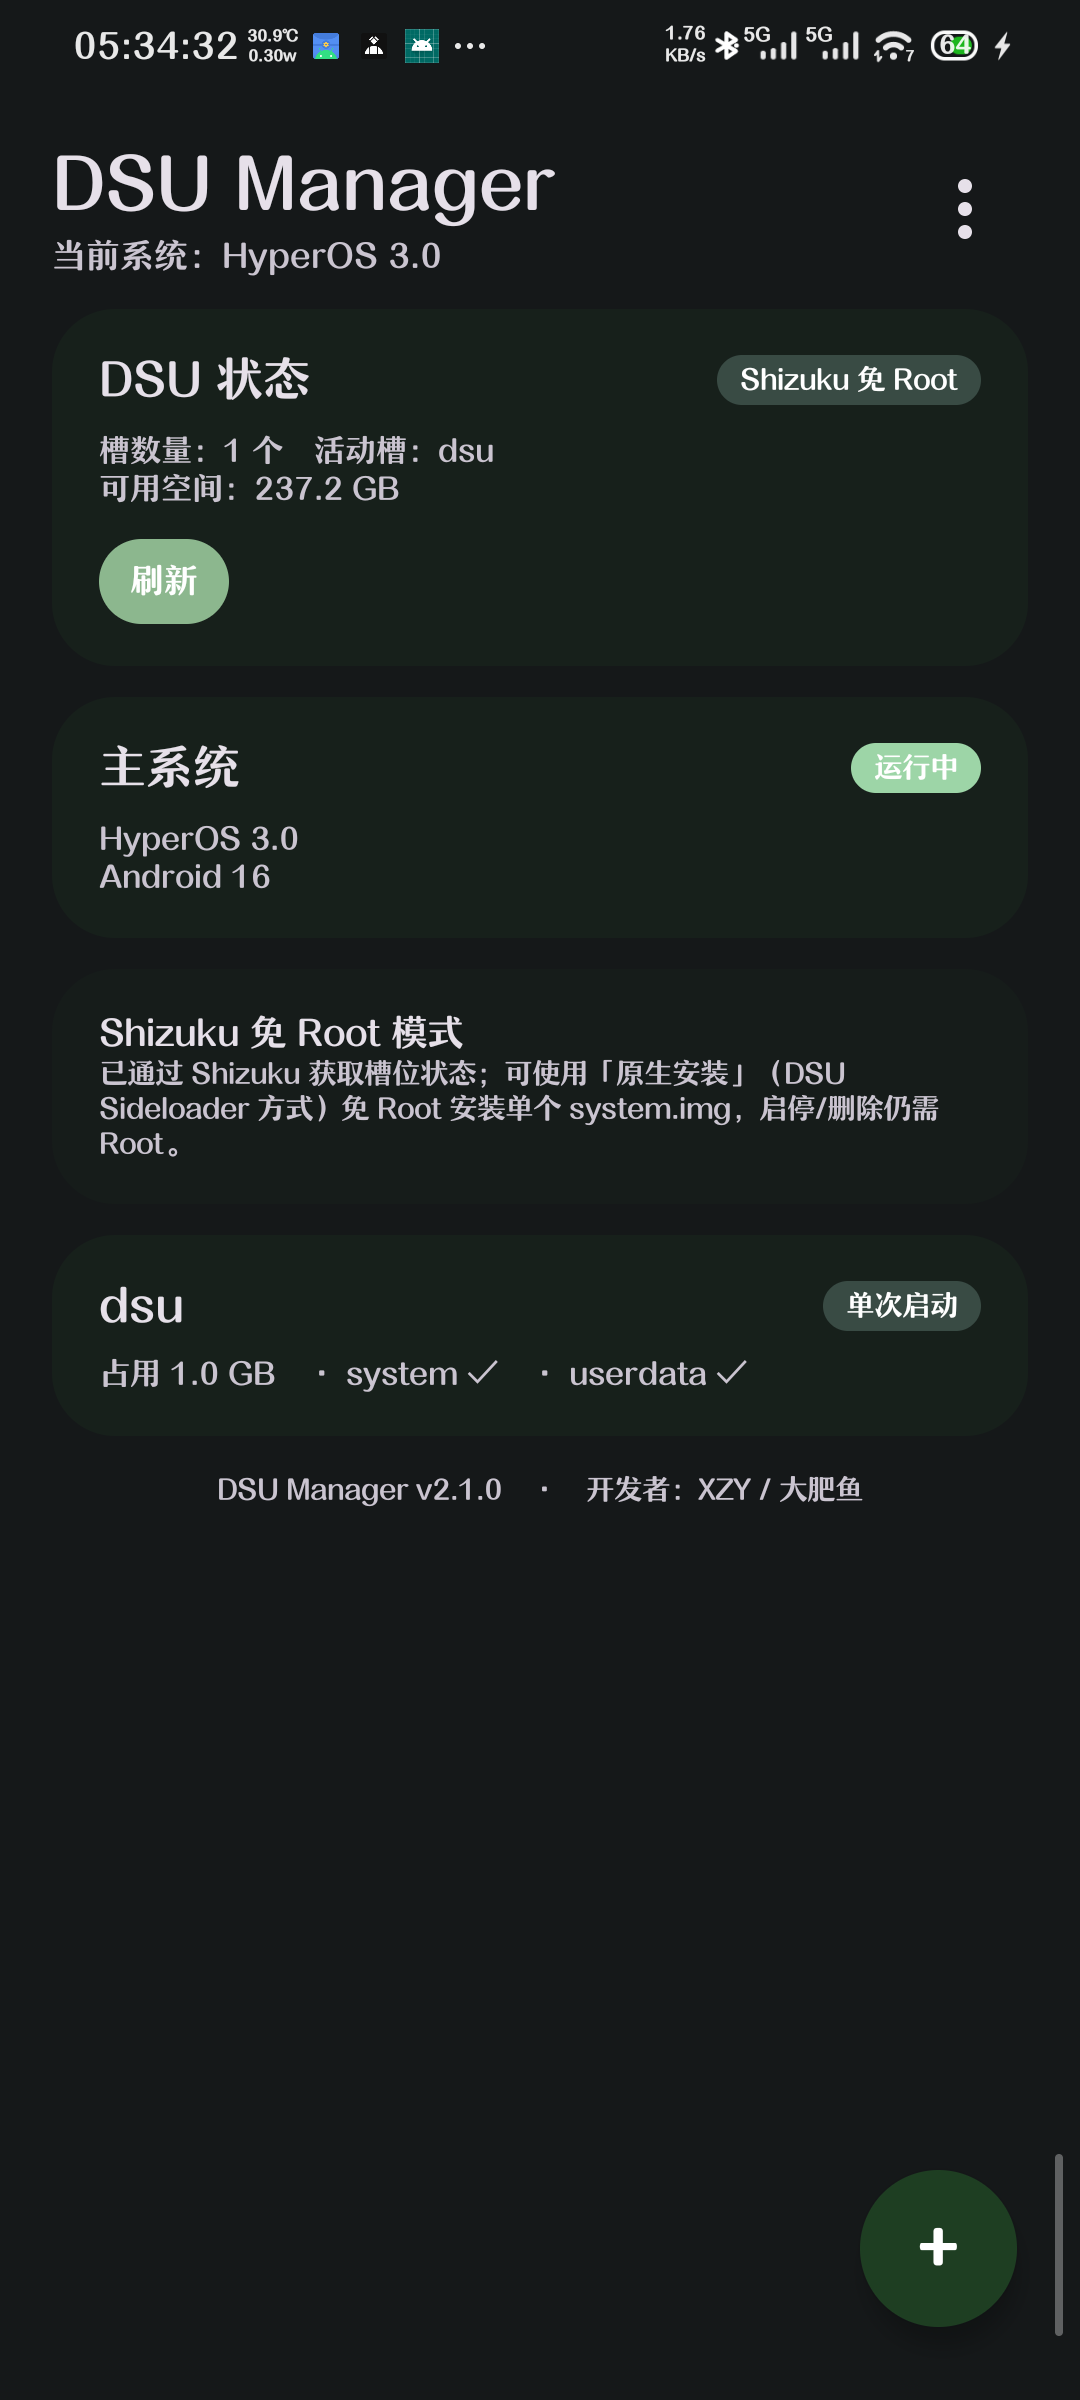 05:34:32
30.9℃
0.30w
1.76
KB/s
5G
5G
7
64
DSU Manager
当前系统：HyperOS 3.0
DSU 状态
Shizuku 免 Root
槽数量：1 个 活动槽：dsu
可用空间：237.2 GB
刷新
主系统
运行中
HyperOS 3.0
Android 16
Shizuku 免 Root 模式
已通过 Shizuku 获取槽位状态；可使用「原生安装」（DSU
Sideloader 方式）免 Root 安装单个 system.img，启停/删除仍需
Root。
dsu
单次启动
占用 1.0 GB · system ✓ · userdata ✓
DSU Manager v2.1.0 · 开发者：XZY / 大肥鱼